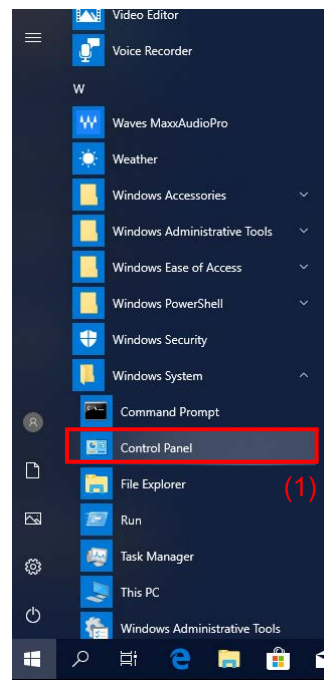 Video Editor
Voice Recorder
W
Waves MaxxAudioPro
Weather
Windows Accessories
Windows Administrative Tools
Windows Ease of Access
Windows PowerShell
Windows Security
Windows System
Command Prompt
Control Panel
File Explorer
(1)
Run
Task Manager
This PC
Windows Administrative Tools